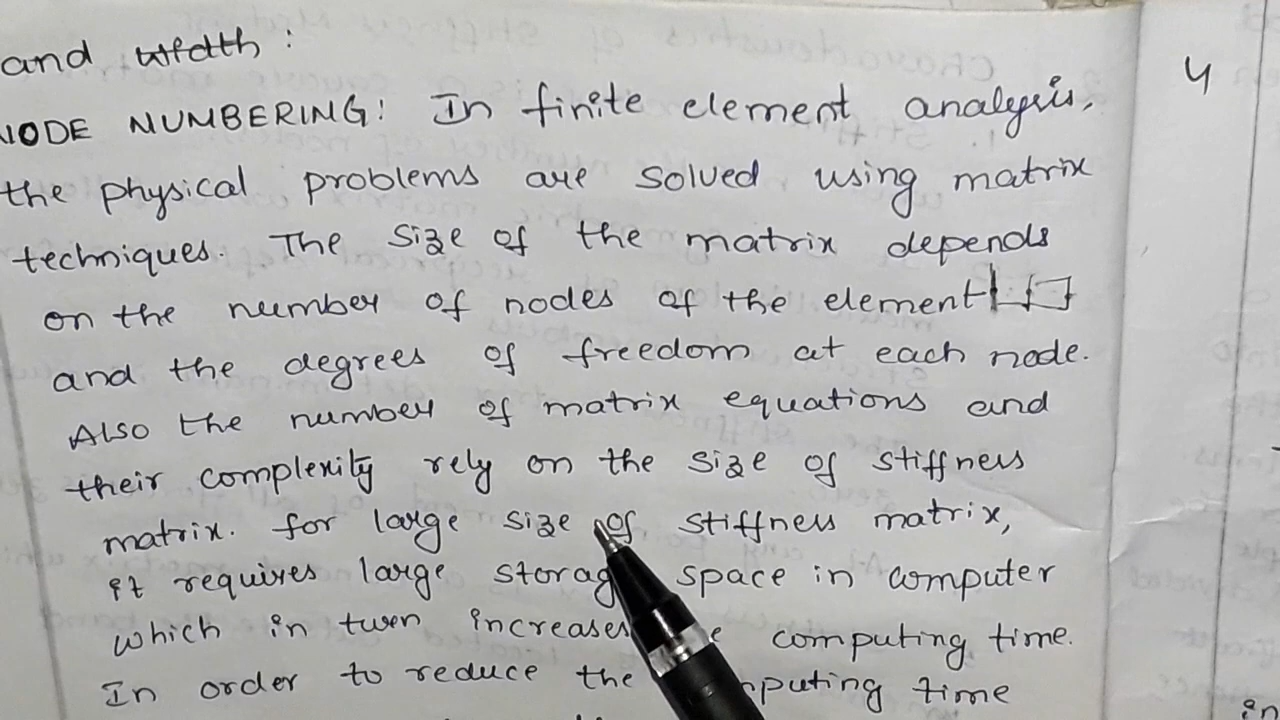 and width :
NODE NUMBERING: In finite element analysis,
the physical problems are solved using matrix
techniques. The size of the matrix depends
on the number of nodes of the element
and the degrees of freedom at each node.
Also the number of matrix equations and
their complexity rely on the size of stiffness
matrix. for large size of stiffness matrix,
it requires large storag space in computer
which in turn increases e computing time.
In order to reduce the mputing time
4
in